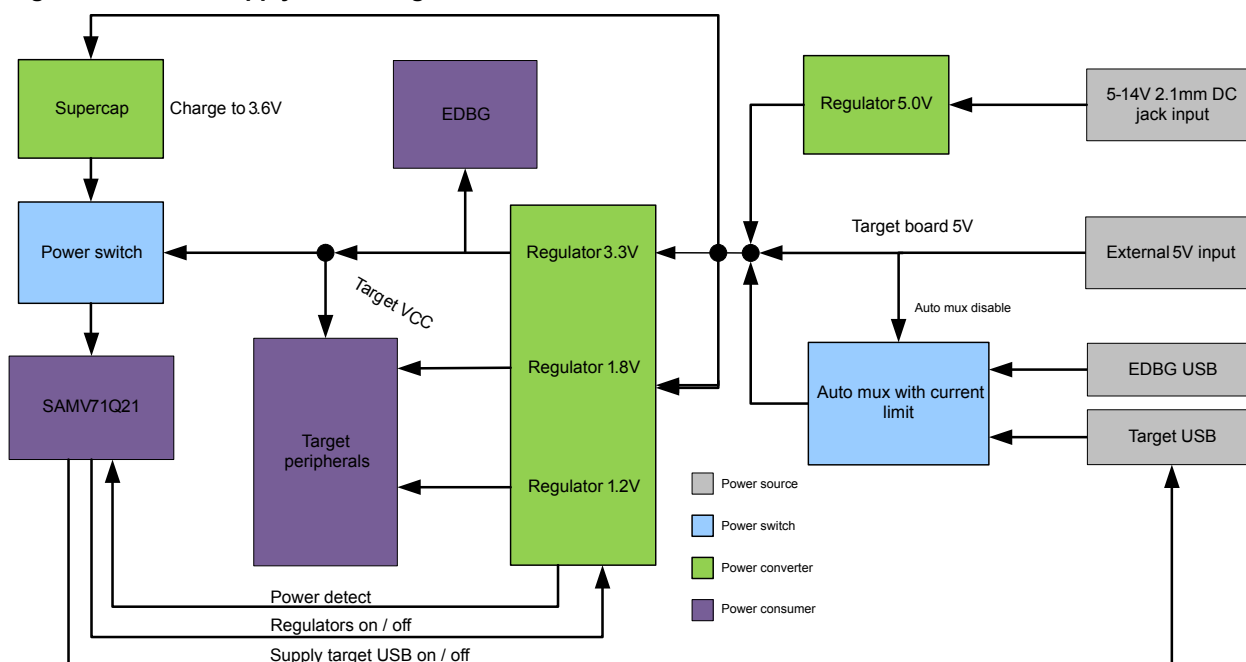 Supercap
Charge to 3.6V
EDBG
Regulator 5.0V
5-14V 2.1mm DC
jack input
Power switch
Regulator 3.3V
Target board 5V
External 5V input
Target VCC
Auto mux disable
SAMV71Q21
Target
peripherals
Regulator 1.8V
Auto mux with current
limit
EDBG USB
Target USB
Regulator 1.2V
Power source
Power switch
Power converter
Power consumer
Power detect
Regulators on / off
Supply target USB on / off